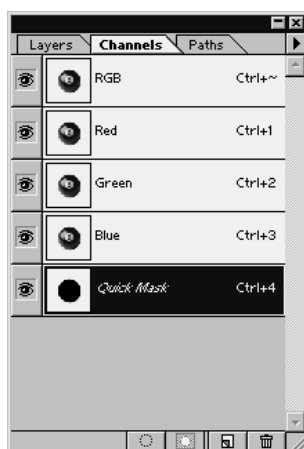 Layers Channels Paths
RGB Ctrl+~
Red Ctrl+1
Green Ctrl+2
Blue Ctrl+3
Quick Mask Ctrl+4